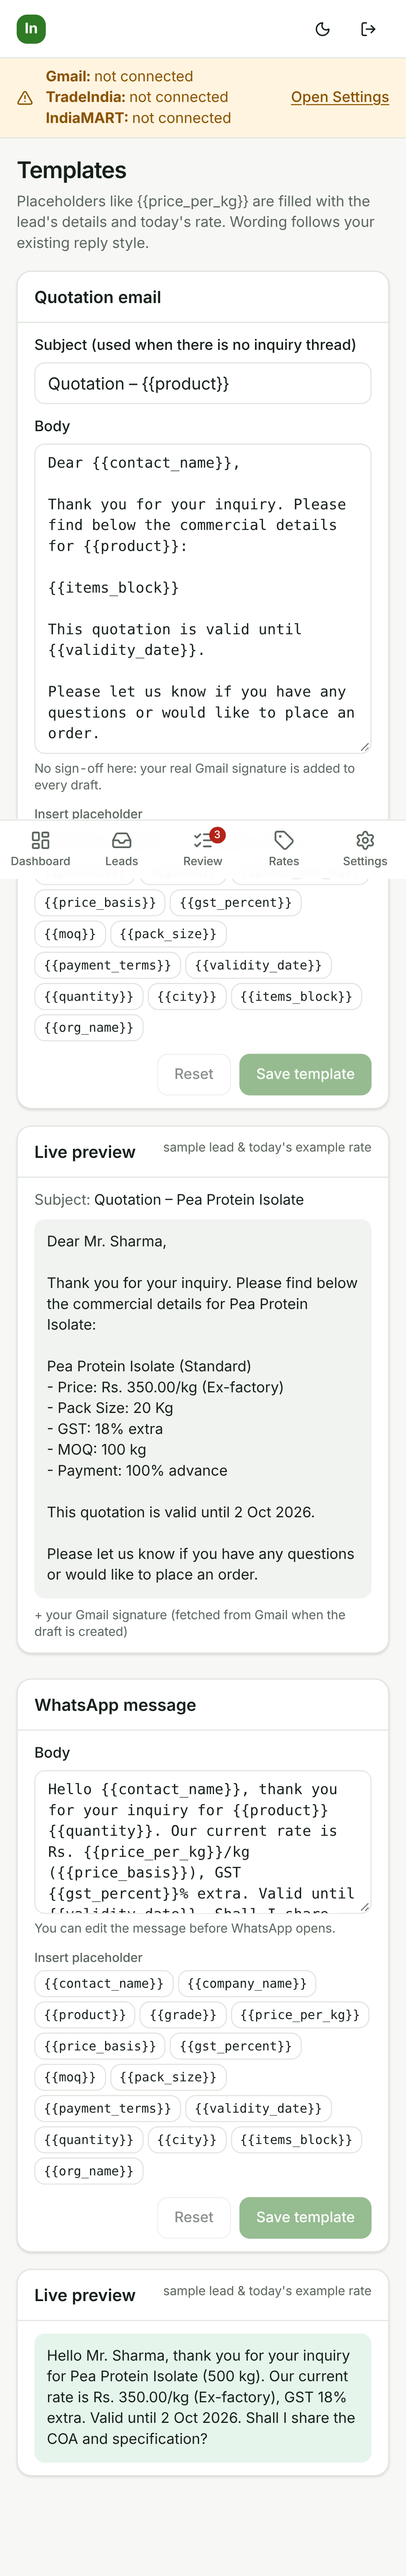 In
Gmail: not connected
TradeIndia: not connected
IndiaMART: not connected
Open Settings
Templates
Placeholders like {{price_per_kg}} are filled with the
lead's details and today's rate. Wording follows your
existing reply style.
Quotation email
Subject (used when there is no inquiry thread)
Quotation – {{product}}
Body
Dear {{contact_name}},
Thank you for your inquiry. Please
find below the commercial details
for {{product}}:
{{items_block}}
This quotation is valid until
{{validity_date}}.
Please let us know if you have any
questions or would like to place an
order.
No sign-off here: your real Gmail signature is added to
every draft.
Insert placeholder
3
Dashboard Leads Review Rates Settings
{{price_basis}} {{gst_percent}}
{{moq}} {{pack_size}}
{{payment_terms}} {{validity_date}}
{{quantity}} {{city}} {{items_block}}
{{org_name}}
Reset Save template
Live preview sample lead & today's example rate
Subject: Quotation – Pea Protein Isolate
Dear Mr. Sharma,
Thank you for your inquiry. Please find below
the commercial details for Pea Protein
Isolate:
Pea Protein Isolate (Standard)
- Price: Rs. 350.00/kg (Ex-factory)
- Pack Size: 20 Kg
- GST: 18% extra
- MOQ: 100 kg
- Payment: 100% advance
This quotation is valid until 2 Oct 2026.
Please let us know if you have any questions
or would like to place an order.
+ your Gmail signature (fetched from Gmail when the
draft is created)
WhatsApp message
Body
Hello {{contact_name}}, thank you
for your inquiry for {{product}}
{{quantity}}. Our current rate is
Rs. {{price_per_kg}}/kg
({{price_basis}}), GST
{{gst_percent}}% extra. Valid until
{{validity_date}}. Shall I share
You can edit the message before WhatsApp opens.
Insert placeholder
{{contact_name}} {{company_name}}
{{product}} {{grade}} {{price_per_kg}}
{{price_basis}} {{gst_percent}}
{{moq}} {{pack_size}}
{{payment_terms}} {{validity_date}}
{{quantity}} {{city}} {{items_block}}
{{org_name}}
Reset Save template
Live preview sample lead & today's example rate
Hello Mr. Sharma, thank you for your inquiry
for Pea Protein Isolate (500 kg). Our current
rate is Rs. 350.00/kg (Ex-factory), GST 18%
extra. Valid until 2 Oct 2026. Shall I share the
COA and specification?